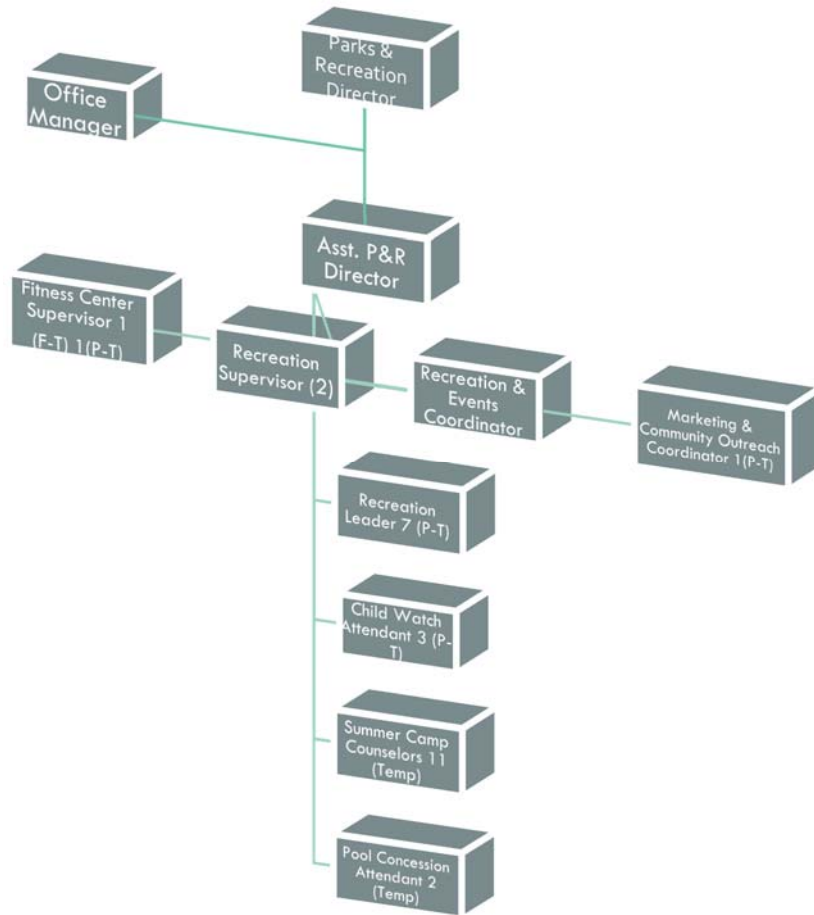 Parks &
Recreation
Director
Office
Manager
Asst. P&R
Director
Fitness Center
Supervisor 1
(F-T) 1(P-T)
Recreation
Supervisor (2)
Recreation &
Events
Coordinator
Marketing &
Community Outreach
Coordinator 1(P-T)
Recreation
Leader 7 (P-T)
Child Watch
Attendant 3 (P-
T)
Summer Camp
Counselors 11
(Temp)
Pool Concession
Attendant 2
(Temp)